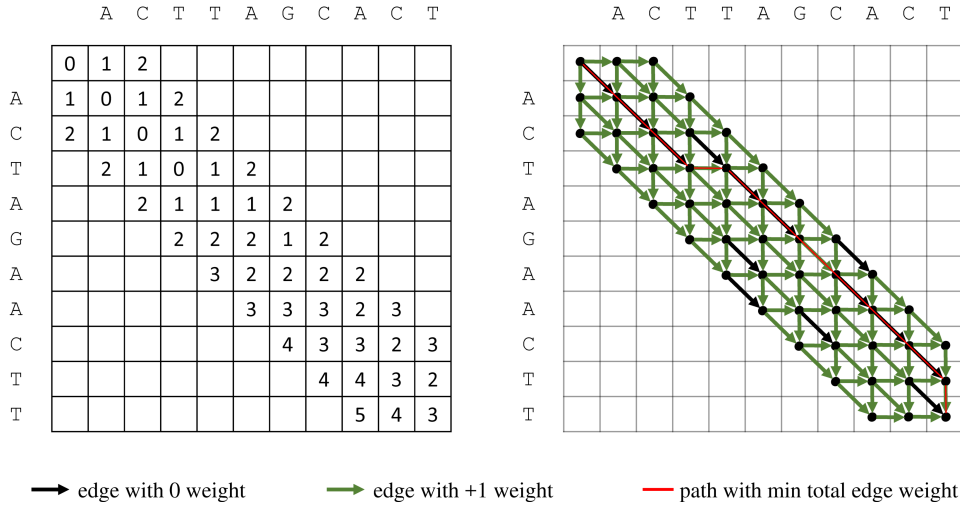 A C T T A G C A C T A C T T A G C A C T
0 1 2
A 1 0 1 2 A
C 2 1 0 1 2 C
T 2 1 0 1 2 T
A 2 1 1 1 2 A
G 2 2 2 1 2 G
A 3 2 2 2 2 A
A 3 3 3 2 3 A
C 4 3 3 2 3 C
T 4 4 3 2 T
T 5 4 3 T
edge with 0 weight edge with +1 weight path with min total edge weight